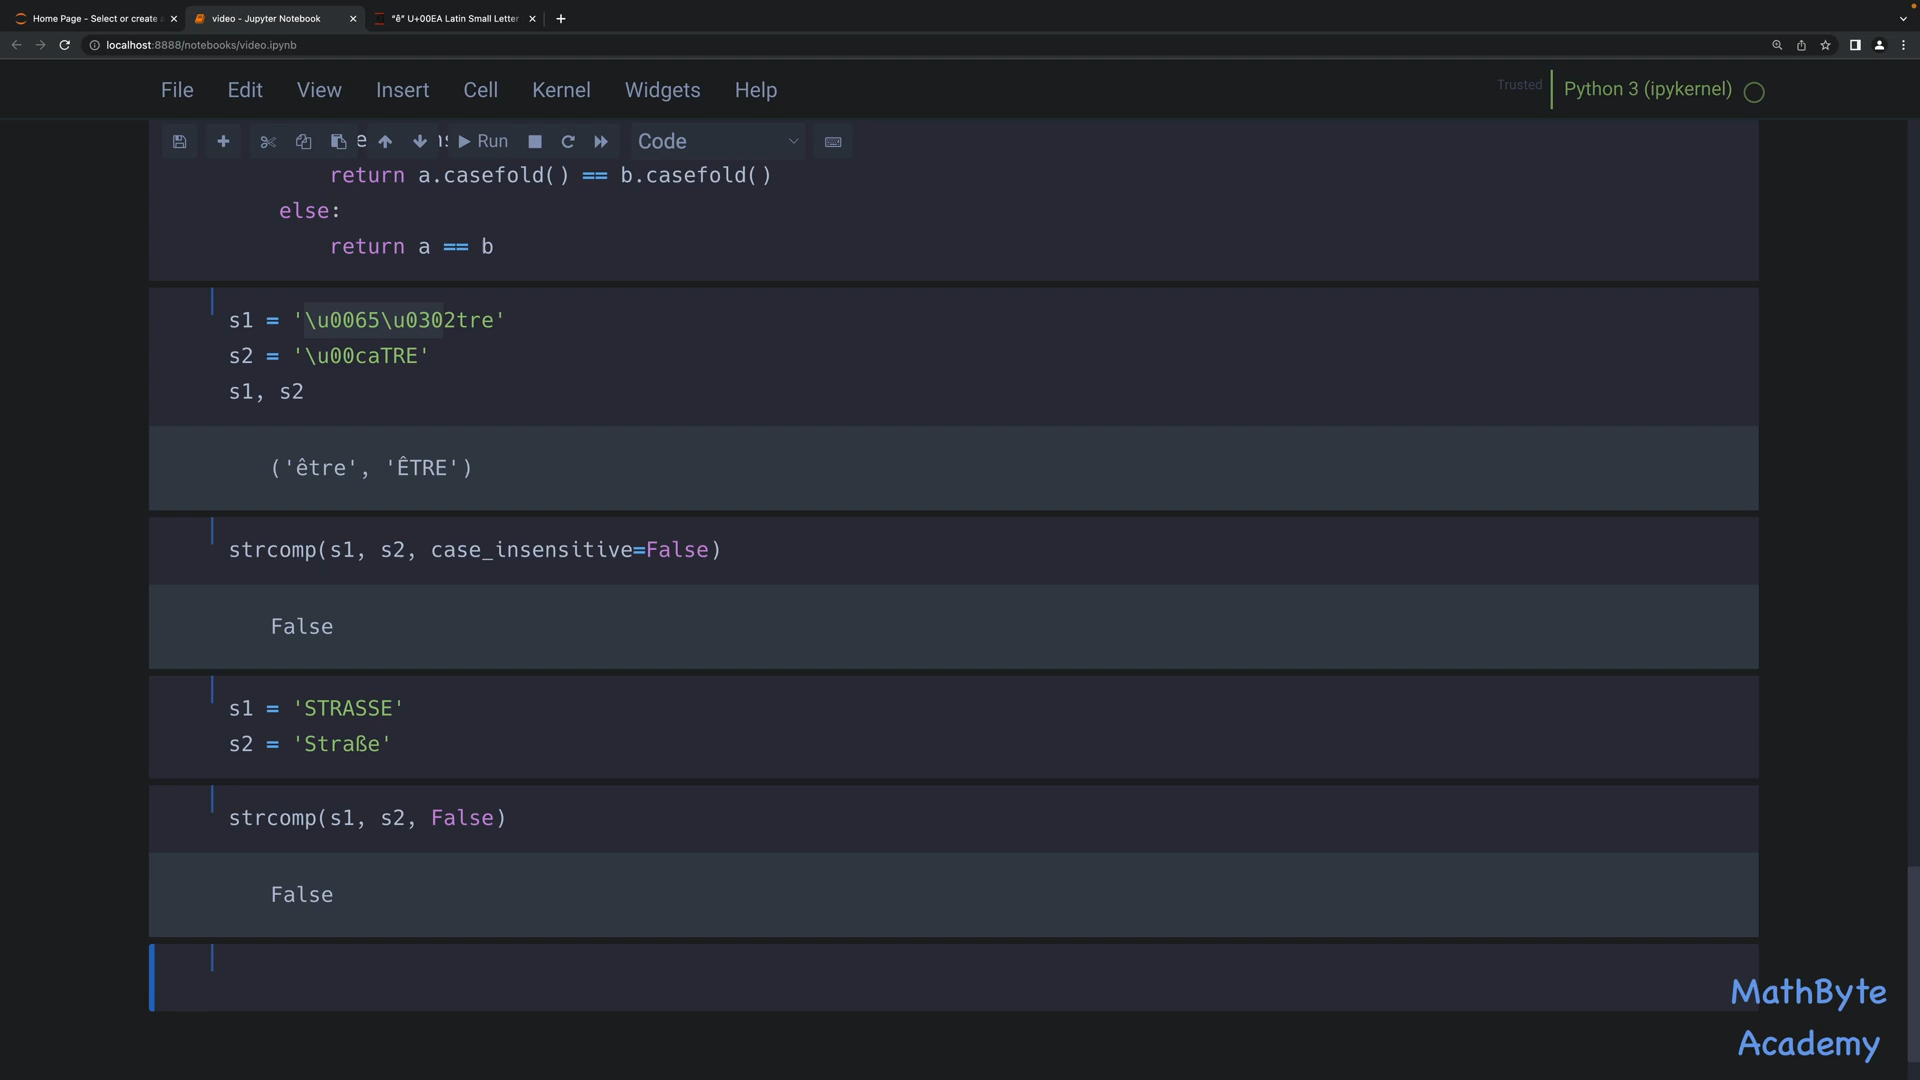 Home Page - Select or create a
video - Jupyter Notebook
"ê" U+00EA Latin Small Letter
localhost:8888/notebooks/video.ipynb
File Edit View Insert Cell Kernel Widgets Help
Trusted
Python 3 (ipykernel)
Run
Code
return a.casefold() == b.casefold()
else:
return a == b
s1 = '\u0065\u0302tre'
s2 = '\u00caTRE'
s1, s2
('être', 'ÊTRE')
strcomp(s1, s2, case_insensitive=False)
False
s1 = 'STRASSE'
s2 = 'Straße'
strcomp(s1, s2, False)
False
MathByte
Academy